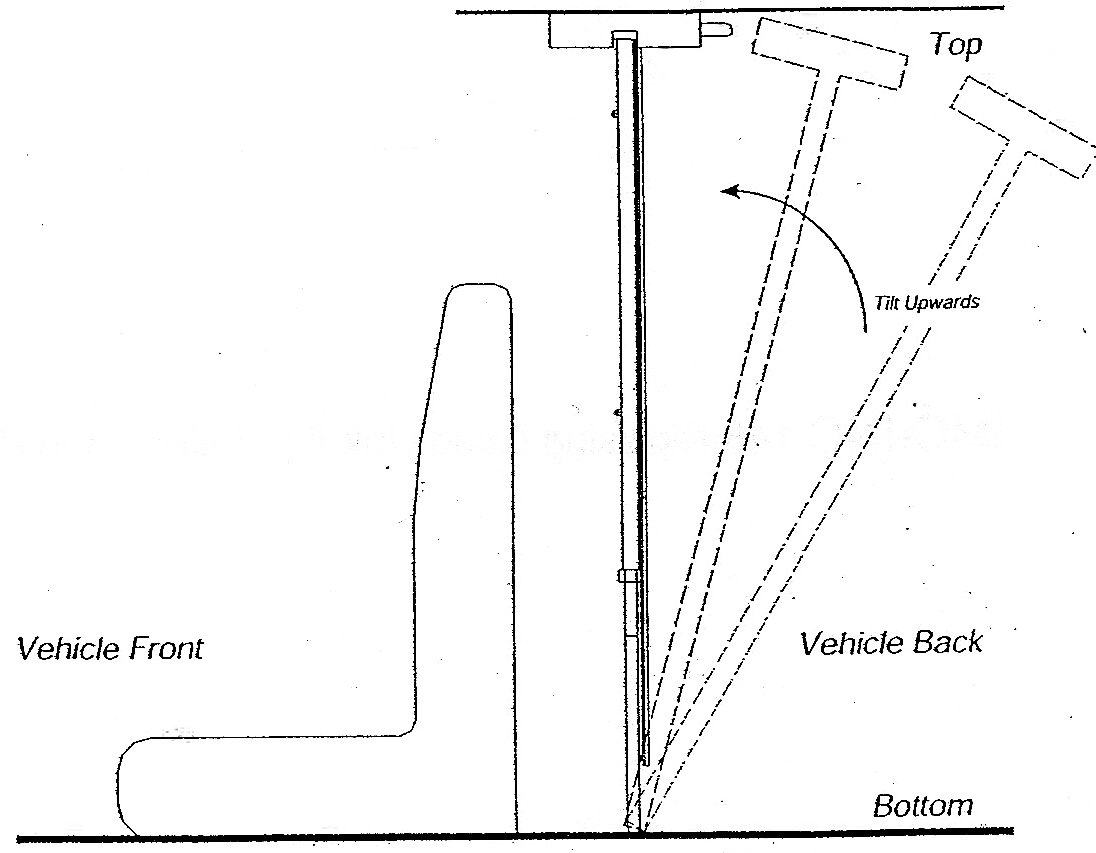 Top
Tilt Upwards
Vehicle Front
Vehicle Back
Bottom